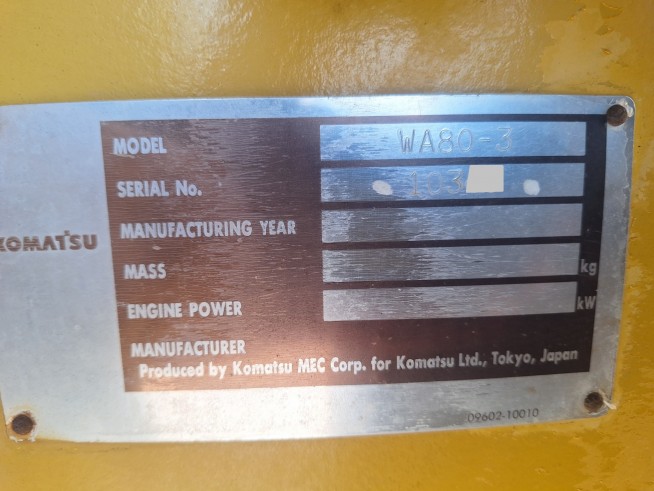 MODEL WA80-3
SERIAL No. 103
MANUFACTURING YEAR
KOMATSU
MASS kg
ENGINE POWER kW
MANUFACTURER
Produced by Komatsu MEC Corp. for Komatsu Ltd., Tokyo, Japan
09602-10010